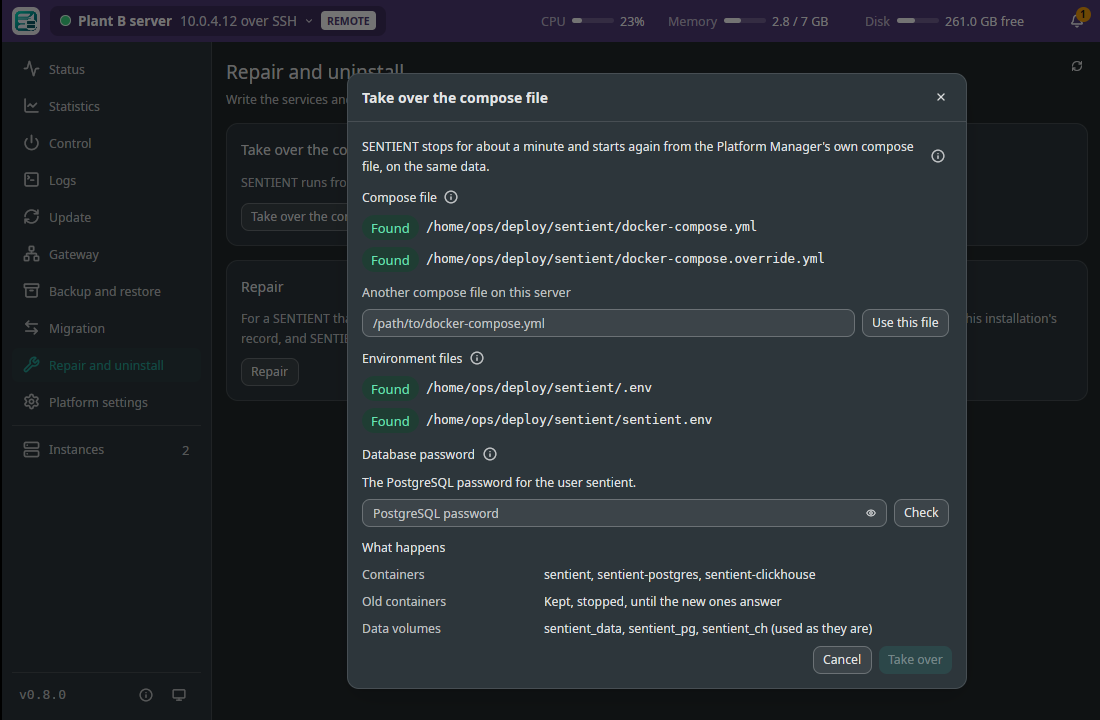 Plant B server 10.0.4.12 over SSH REMOTE CPU 23% Memory 2.8 / 7 GB Disk 261.0 GB free 1
Status
Statistics
Control
Logs
Update
Gateway
Backup and restore
Migration
Repair and uninstall
Platform settings
Instances 2
v0.8.0
Repair and uninstall
Write the services an
Take over the co
SENTIENT runs fro
Take over the con
Repair
For a SENTIENT tha
his installation's
record, and SENTIE
Repair
Take over the compose file
SENTIENT stops for about a minute and starts again from the Platform Manager's own compose
file, on the same data.
Compose file
Found /home/ops/deploy/sentient/docker-compose.yml
Found /home/ops/deploy/sentient/docker-compose.override.yml
Another compose file on this server
/path/to/docker-compose.yml Use this file
Environment files
Found /home/ops/deploy/sentient/.env
Found /home/ops/deploy/sentient/sentient.env
Database password
The PostgreSQL password for the user sentient.
PostgreSQL password Check
What happens
Containers sentient, sentient-postgres, sentient-clickhouse
Old containers Kept, stopped, until the new ones answer
Data volumes sentient_data, sentient_pg, sentient_ch (used as they are)
Cancel Take over